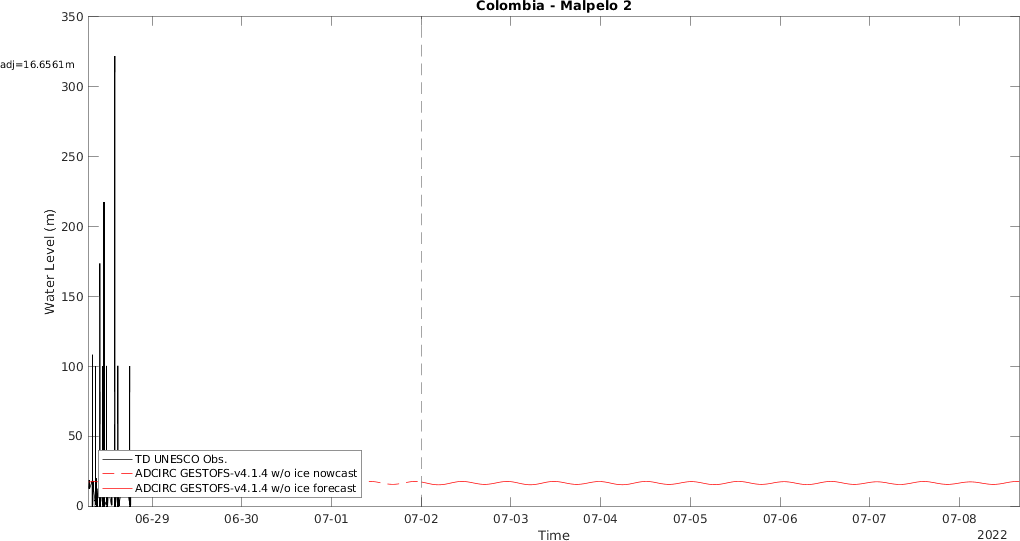 Colombia - Malpelo 2
adj=16.6561m
350
300
250
200
150
100
50
0
Water Level (m)
TD UNESCO Obs.
ADCIRC GESTOFS-v4.1.4 w/o ice nowcast
ADCIRC GESTOFS-v4.1.4 w/o ice forecast
06-29 06-30 07-01 07-02 07-03 07-04 07-05 07-06 07-07 07-08
Time
2022